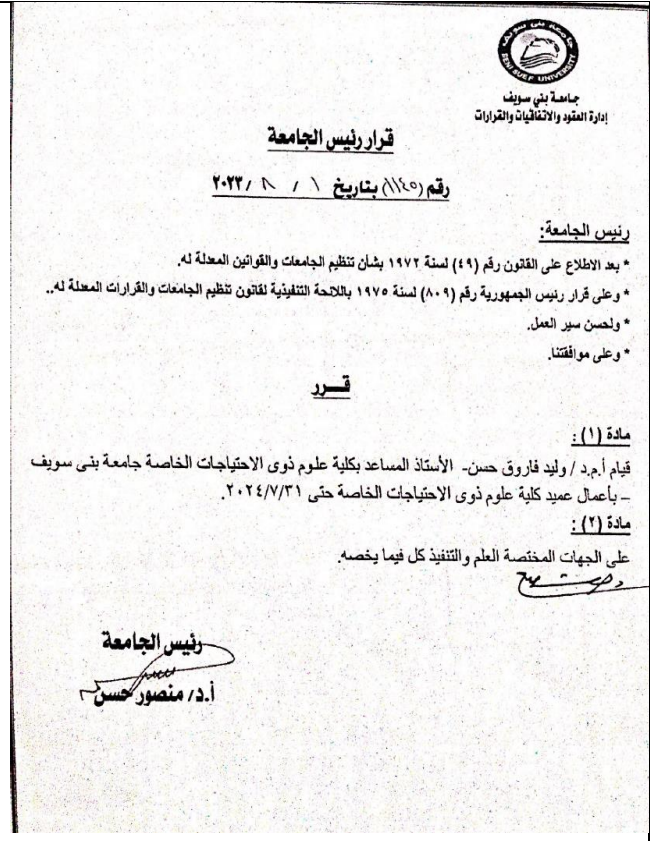 جامعة بني سويف
BENI SUEF UNIVERSITY
جامعـة بني سويف
إدارة العقود والاتفاقيات والقرارات
قرار رئيس الجامعة
رقم (١١٤٥) بتاريخ ١ / ٨ / ٢٠٢٣
رئيس الجامعة:
* بعد الاطلاع على القانون رقم (٤٩) لسنة ١٩٧٢ بشأن تنظيم الجامعات والقوانين المعدلة له.
* وعلى قرار رئيس الجمهورية رقم (٨٠٩) لسنة ١٩٧٥ باللائحة التنفيذية لقانون تنظيم الجامعات والقرارات المعدلة له..
* ولحسن سير العمل.
* وعلى موافقتنا.
قـــرر
مادة (١) :
قيام أ.م.د / وليد فاروق حسن- الأستاذ المساعد بكلية علوم ذوى الاحتياجات الخاصة جامعة بنى سويف
– بأعمال عميد كلية علوم ذوى الاحتياجات الخاصة حتى ٢٠٢٤/٧/٣١.
مادة (٢) :
على الجهات المختصة العلم والتنفيذ كل فيما يخصه.
رئيس الجامعة
أ.د/ منصور حسن